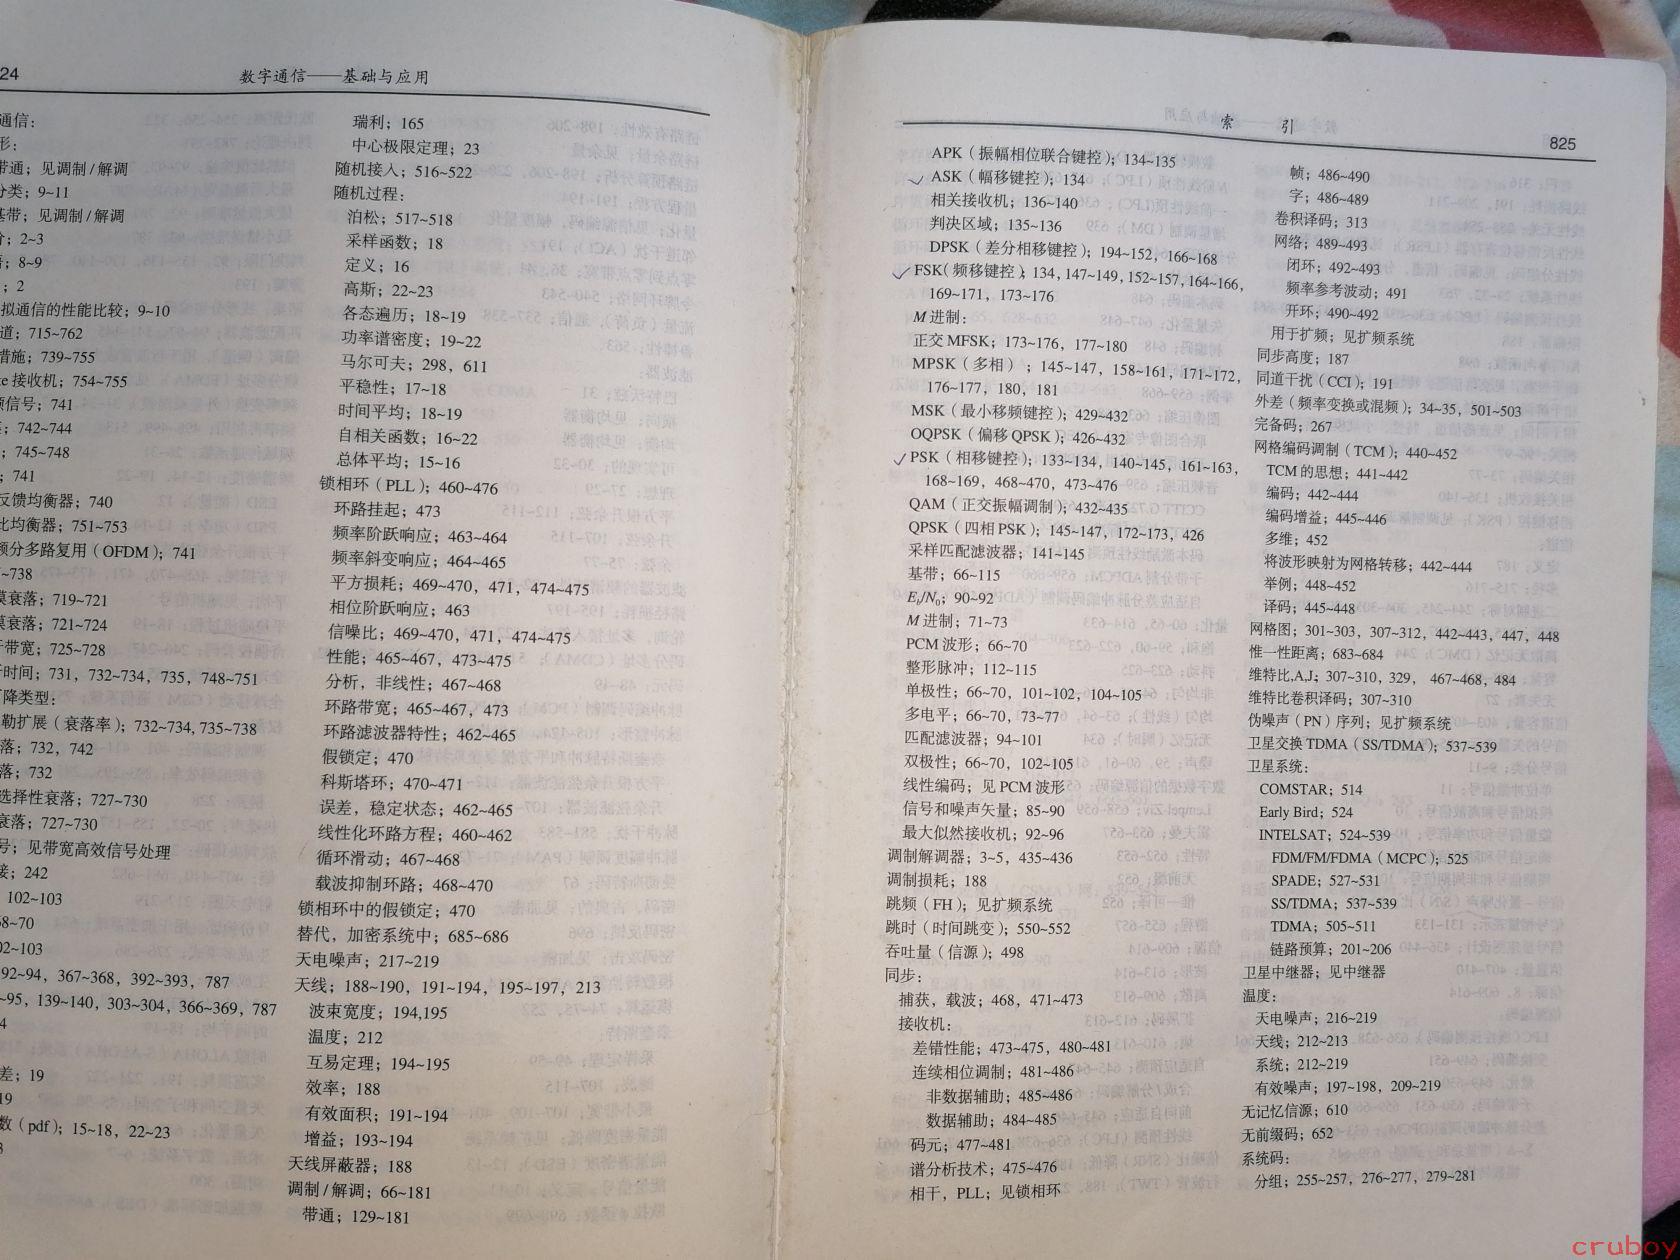 24
数字通信——基础与应用
通信：
形：
带通；见调制/解调
分类；9~11
基带；见调制/解调
；2~3
；8~9
；2
拟通信的性能比较；9~10
道；715~762
措施；739~755
接收机；754~755
信号；741
；742~744
；745~748
；741
反馈均衡器；740
比均衡器；751~753
频分多路复用（OFDM）；741
~738
衰落；719~721
衰落；721~724
带宽；725~728
时间；731，732~734，735，748~751
下降类型：
勒扩展（衰落率）；732~734, 735~738
落；732，742
落；732
选择性衰落；727~730
衰落；727~730
号；见带宽高效信号处理
接；242
102~103
68~70
02~103
92~94，367~368，392~393，787
~95，139~140，303~304，366~369，787
4
差；19
19
数（pdf）；15~18，22~23
瑞利；165
中心极限定理；23
随机接入；516~522
随机过程：
泊松；517~518
采样函数；18
定义；16
高斯；22~23
各态遍历；18~19
功率谱密度；19~22
马尔可夫；298，611
平稳性；17~18
时间平均；18~19
自相关函数；16~22
总体平均；15~16
锁相环（PLL）；460~476
环路挂起；473
频率阶跃响应；463~464
频率斜变响应；464~465
平方损耗；469~470，471，474~475
相位阶跃响应；463
信噪比；469~470，471，474~475
性能；465~467，473~475
分析，非线性；467~468
环路带宽；465~467，473
环路滤波器特性；462~465
假锁定；470
科斯塔环；470~471
误差，稳定状态；462~465
线性化环路方程；460~462
循环滑动；467~468
载波抑制环路；468~470
锁相环中的假锁定；470
替代，加密系统中；685~686
天电噪声；217~219
天线；188~190，191~194，195~197，213
波束宽度；194,195
温度；212
互易定理；194~195
效率；188
有效面积；191~194
增益；193~194
天线屏蔽器；188
调制/解调；66~181
带通；129~181
索 引
825
APK（振幅相位联合键控）；134~135
ASK（幅移键控）；134
相关接收机；136~140
判决区域；135~136
DPSK（差分相移键控）；194~152，166~168
FSK（频移键控）；134, 147~149, 152~157, 164~166,
169~171，173~176
M 进制：
正交 MFSK；173~176，177~180
MPSK（多相）；145~147，158~161，171~172，
176~177，180，181
MSK（最小移频键控）；429~432
OQPSK（偏移 QPSK）；426~432
PSK（相移键控）；133~134，140~145，161~163，
168~169，468~470，473~476
QAM（正交振幅调制）；432~435
QPSK（四相 PSK）；145~147，172~173，426
采样匹配滤波器；141~145
基带；66~115
Eb/N0；90~92
M 进制；71~73
PCM 波形；66~70
整形脉冲；112~115
单极性；66~70，101~102，104~105
多电平；66~70，73~77
匹配滤波器；94~101
双极性；66~70，102~105
线性编码；见 PCM 波形
信号和噪声矢量；85~90
最大似然接收机；92~96
调制解调器；3~5，435~436
调制损耗；188
跳频（FH）；见扩频系统
跳时（时间跳变）；550~552
吞吐量（信源）；498
同步：
捕获，载波；468，471~473
接收机：
差错性能；473~475，480~481
连续相位调制；481~486
非数据辅助；485~486
数据辅助；484~485
码元；477~481
谱分析技术；475~476
相干，PLL；见锁相环
帧；486~490
字；486~489
卷积译码；313
网络；489~493
闭环；492~493
频率参考波动；491
开环；490~492
用于扩频；见扩频系统
同步高度；187
同道干扰（CCI）；191
外差（频率变换或混频）；34~35，501~503
完备码；267
网格编码调制（TCM）；440~452
TCM 的思想；441~442
编码；442~444
编码增益；445~446
多维；452
将波形映射为网格转移；442~444
举例；448~452
译码；445~448
网格图；301~303，307~312，442~443，447，448
惟一性距离；683~684
维特比,A,J；307~310，329， 467~468, 484
维特比卷积译码；307~310
伪噪声（PN）序列；见扩频系统
卫星交换 TDMA（SS/TDMA）；537~539
卫星系统：
COMSTAR；514
Early Bird；524
INTELSAT；524~539
FDM/FM/FDMA（MCPC）；525
SPADE；527~531
SS/TDMA；537~539
TDMA；505~511
链路预算；201~206
卫星中继器；见中继器
温度：
天电噪声；216~219
天线；212~213
系统；212~219
有效噪声；197~198，209~219
无记忆信源；610
无前缀码；652
系统码：
分组；255~257，276~277，279~281
cruboy